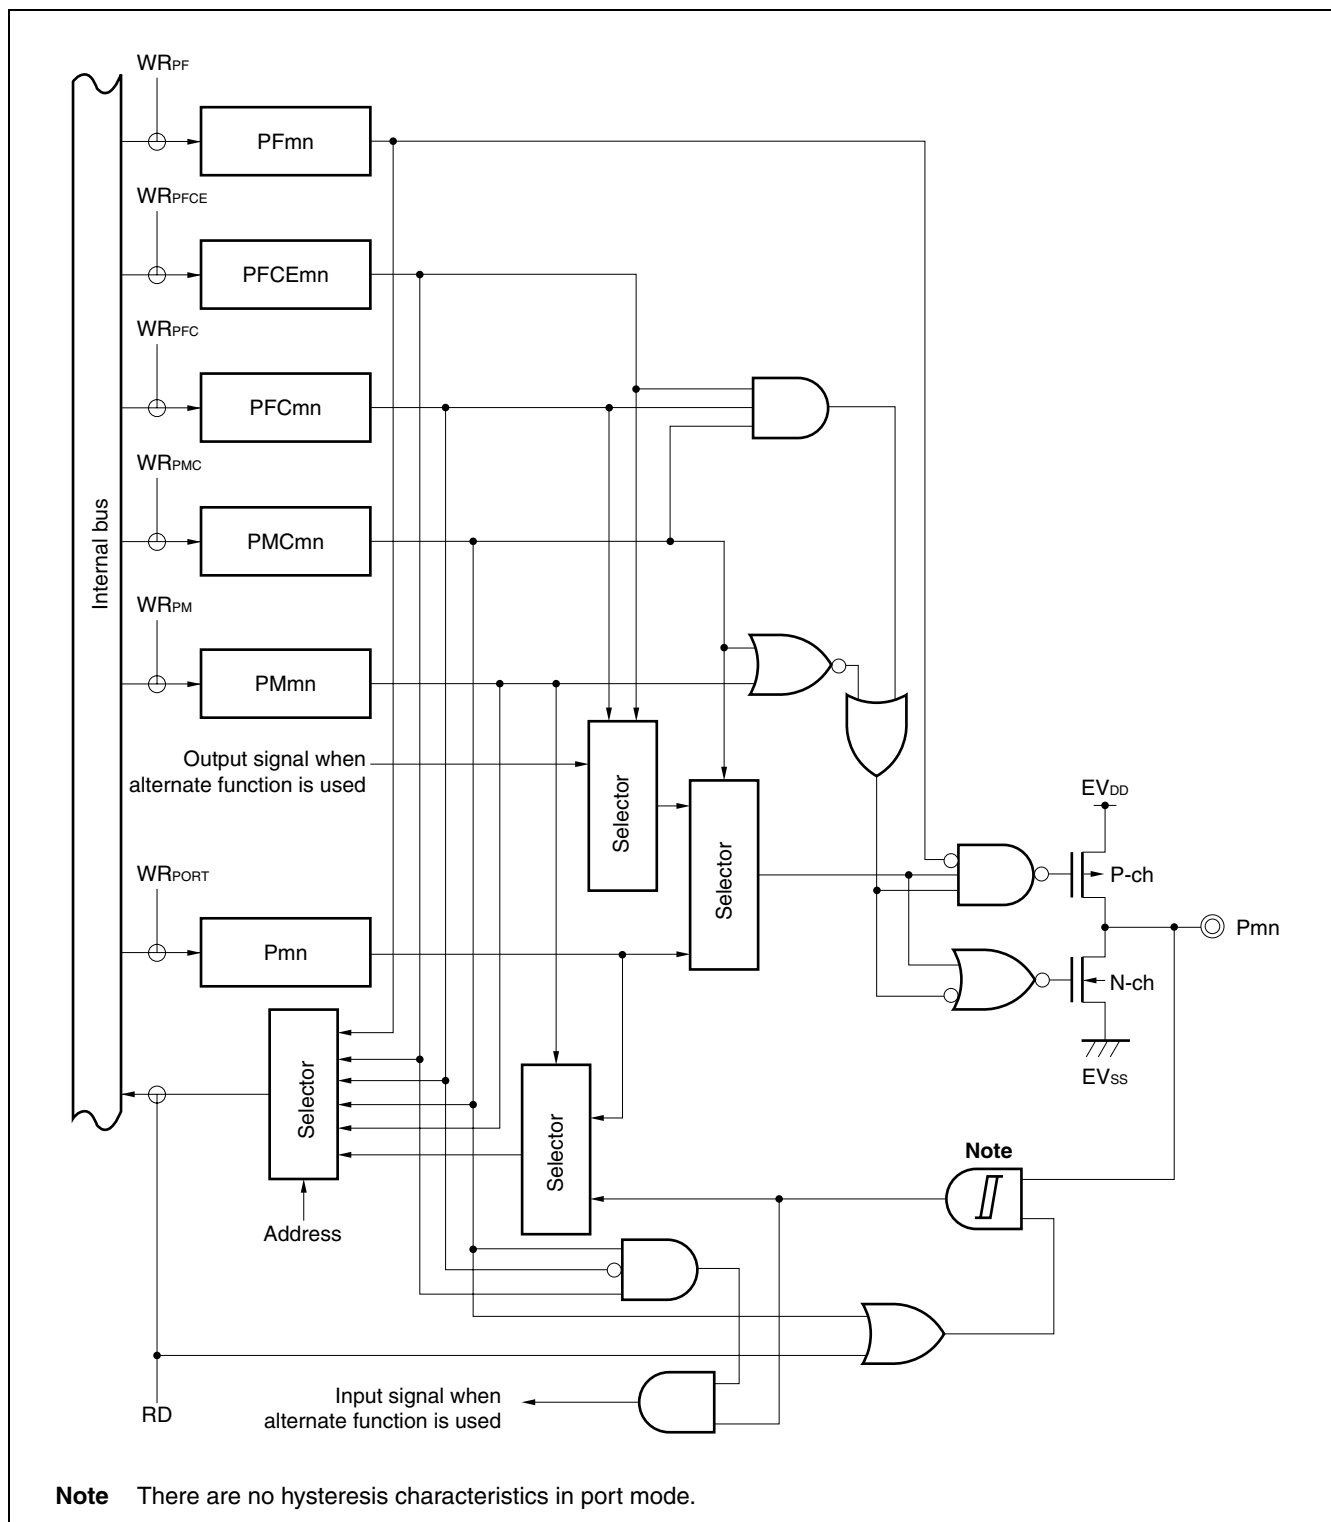 WRPF
PFmn
WRPFCE
PFCEmn
WRPFC
PFCmn
WRPMC
PMCmn
Internal bus
WRPM
PMmn
Output signal when
alternate function is used
Selector
Selector
EVDD
P-ch
WRPORT
Pmn
Pmn
N-ch
EVSS
Selector
Selector
Note
Address
Input signal when
alternate function is used
RD
Note There are no hysteresis characteristics in port mode.